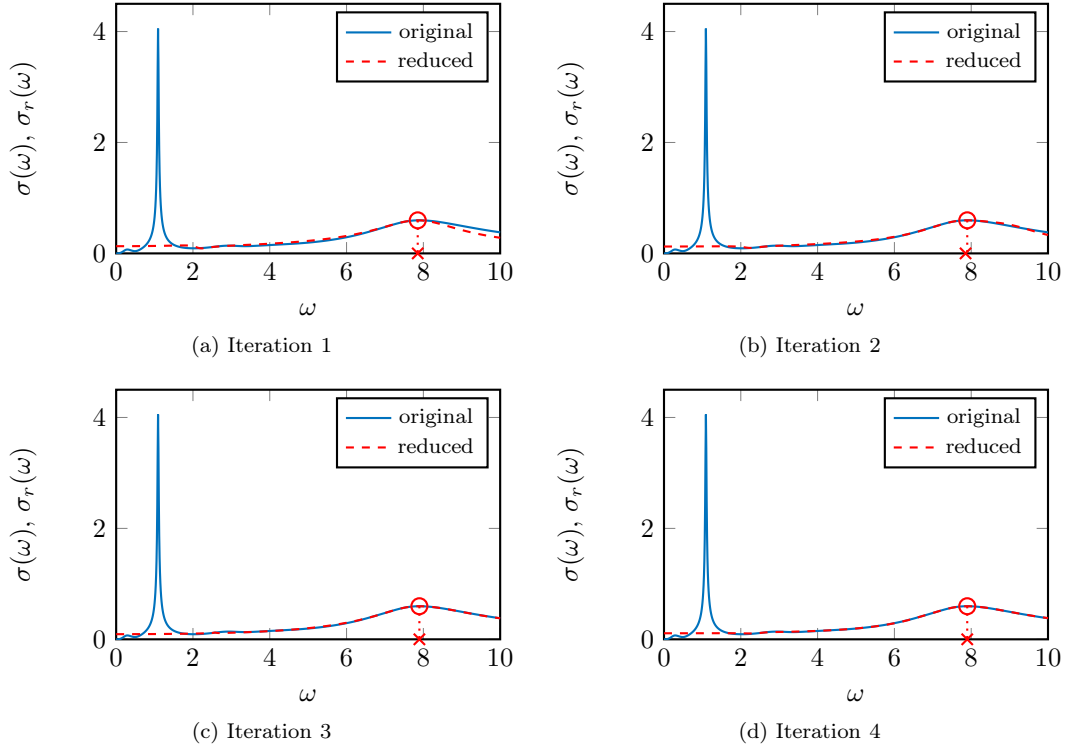 4
2
0
0 2 4 6 8 10
σ(ω), σ_r(ω)
ω
original
reduced
(a) Iteration 1
4
2
0
0 2 4 6 8 10
σ(ω), σ_r(ω)
ω
original
reduced
(b) Iteration 2
4
2
0
0 2 4 6 8 10
σ(ω), σ_r(ω)
ω
original
reduced
(c) Iteration 3
4
2
0
0 2 4 6 8 10
σ(ω), σ_r(ω)
ω
original
reduced
(d) Iteration 4